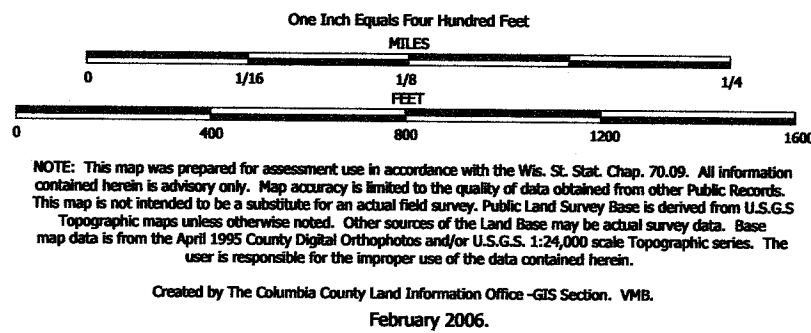 One Inch Equals Four Hundred Feet
MILES
0 1/16 1/8 1/4
FEET
0 400 800 1200 1600
NOTE: This map was prepared for assessment use in accordance with the Wis. St. Stat. Chap. 70.09. All information
contained herein is advisory only. Map accuracy is limited to the quality of data obtained from other Public Records.
This map is not intended to be a substitute for an actual field survey. Public Land Survey Base is derived from U.S.G.S
Topographic maps unless otherwise noted. Other sources of the Land Base may be actual survey data. Base
map data is from the April 1995 County Digital Orthophotos and/or U.S.G.S. 1:24,000 scale Topographic series. The
user is responsible for the improper use of the data contained herein.
Created by The Columbia County Land Information Office -GIS Section. VMB.
February 2006.